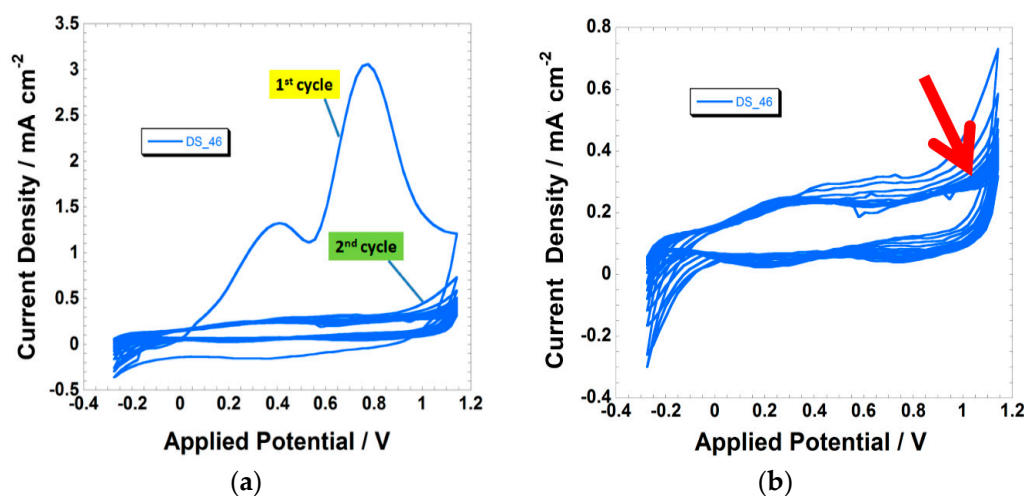 3.5
3
2.5
2
1.5
1
0.5
0
-0.5
-0.4 -0.2 0 0.2 0.4 0.6 0.8 1 1.2
Current Density / mA cm-2
Applied Potential / V
1st cycle
DS_46
2nd cycle
(a)
0.8
0.6
0.4
0.2
0
-0.2
-0.4
-0.4 -0.2 0 0.2 0.4 0.6 0.8 1 1.2
Current Density / mA cm-2
Applied Potential / V
DS_46
(b)